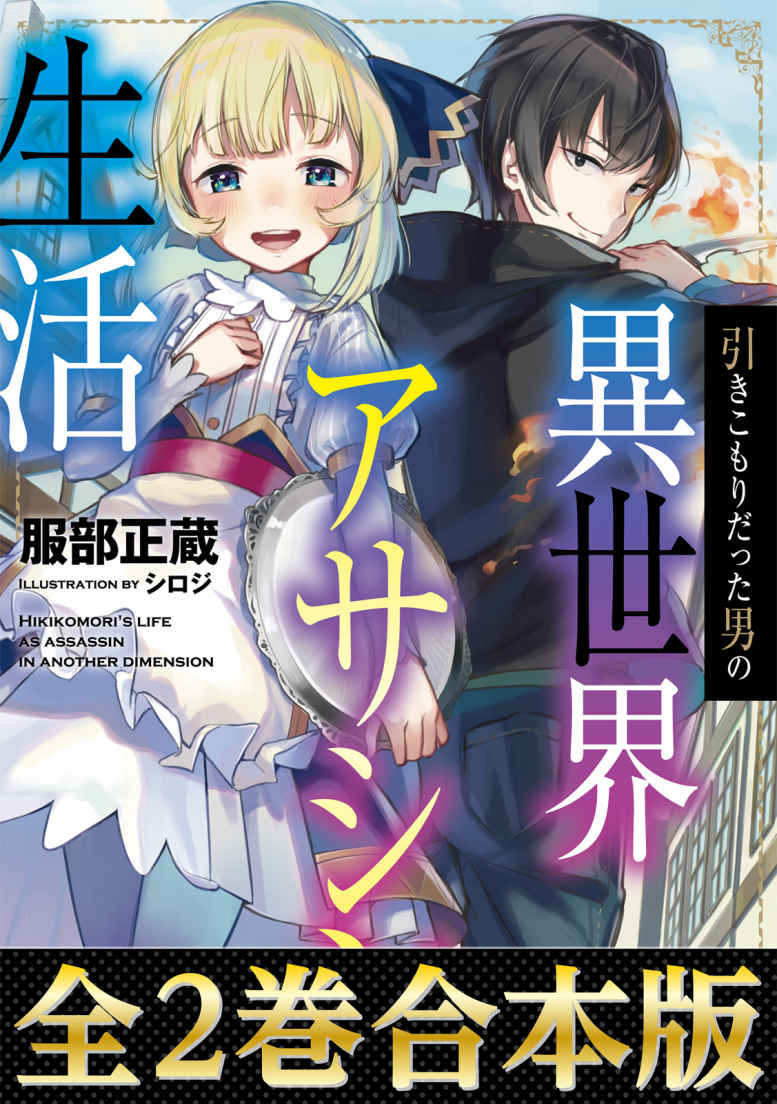 引きこもりだった男の
異世界
アサシン
生活
服部正蔵
ILLUSTRATION BY シロジ
HIKIKOMORI'S LIFE
AS ASSASSIN
IN ANOTHER DIMENSION
全2巻合本版